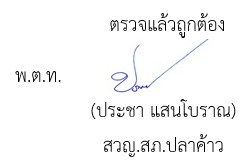 ตรวจแล้วถูกต้อง
พ.ต.ท.
(ประชา แสนโบราณ)
สวญ.สภ.ปลาค้าว